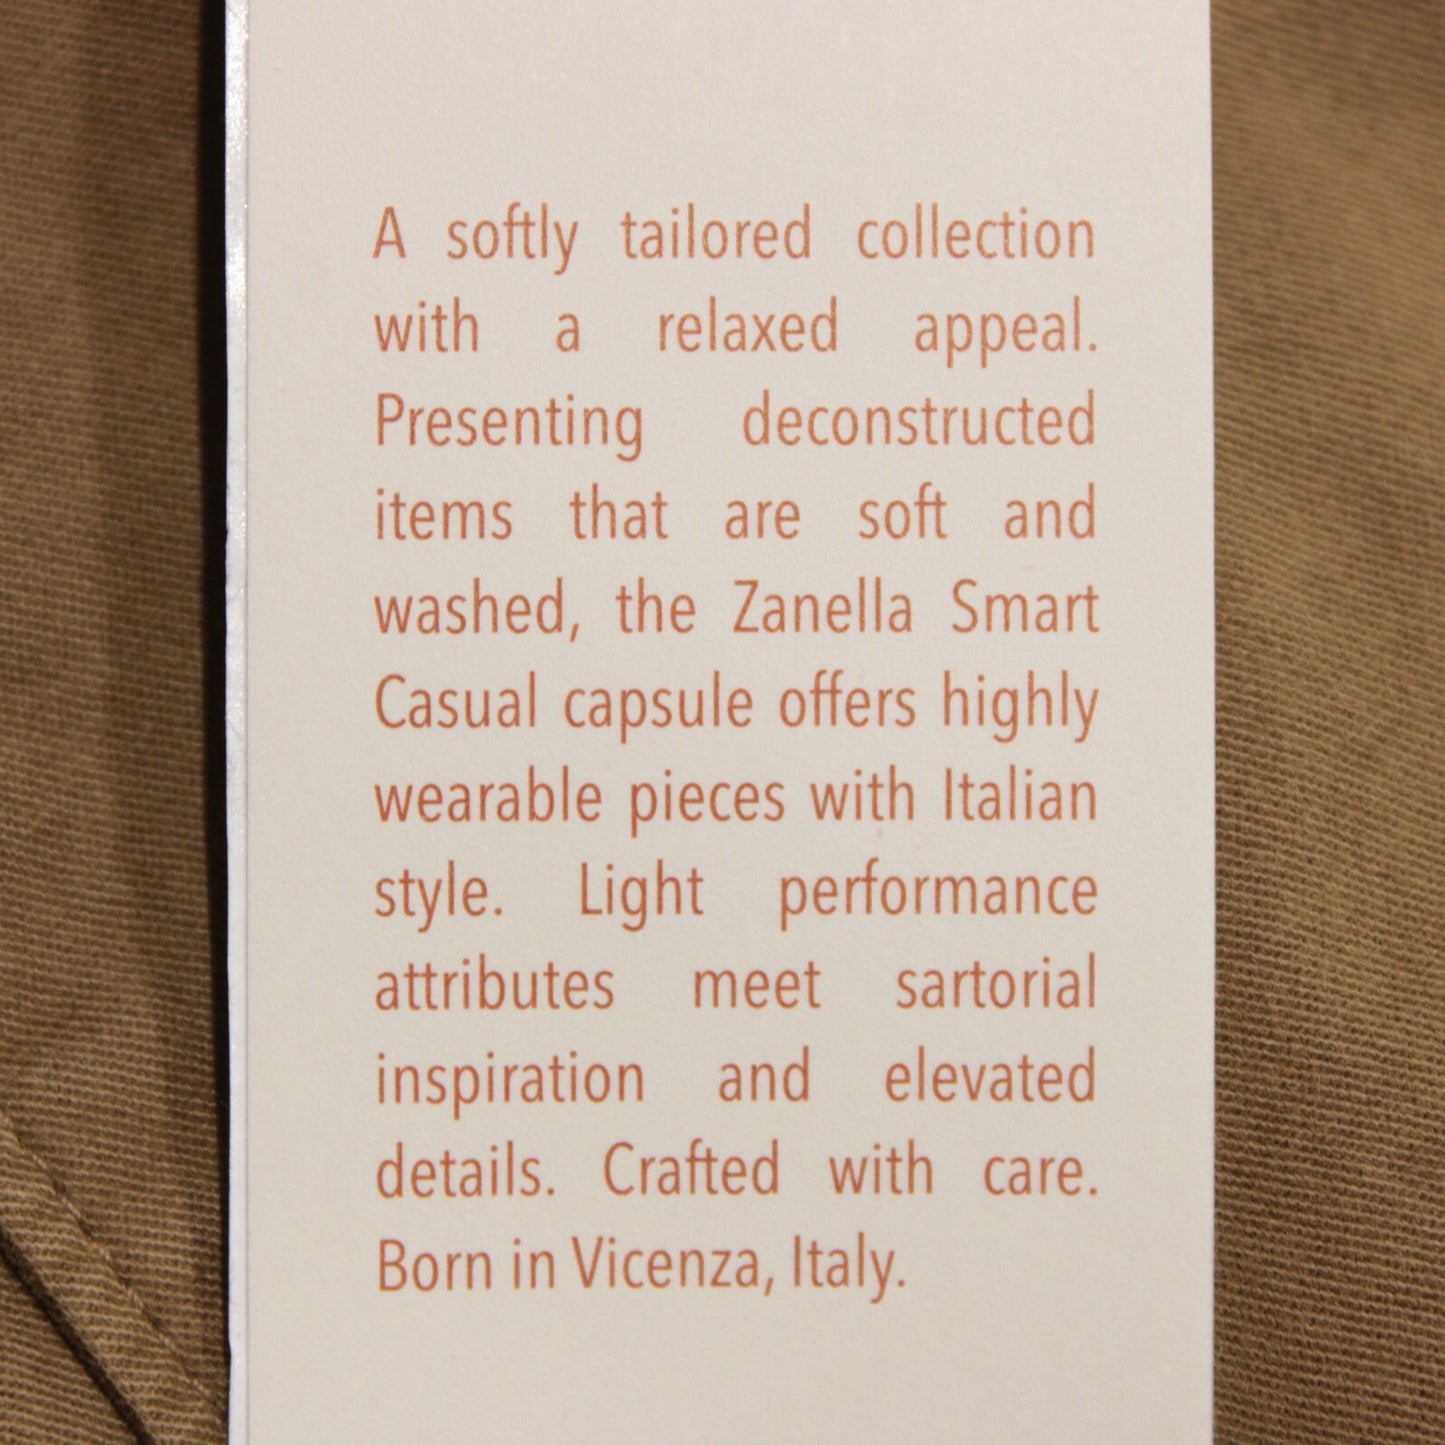 A softly tailored collection
with a relaxed appeal.
Presenting deconstructed
items that are soft and
washed, the Zanella Smart
Casual capsule offers highly
wearable pieces with Italian
style. Light performance
attributes meet sartorial
inspiration and elevated
details. Crafted with care.
Born in Vicenza, Italy.